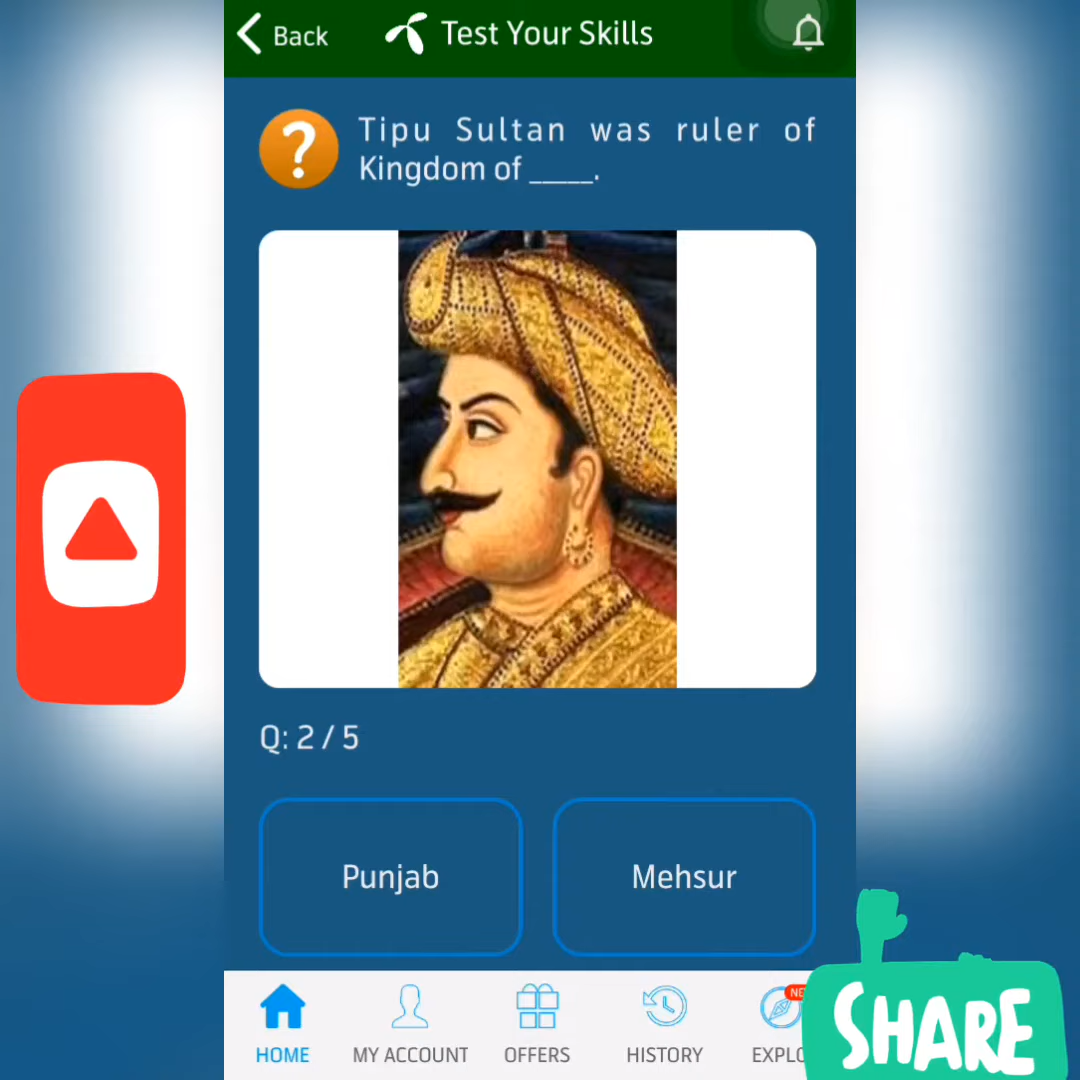 Back
Test Your Skills
?
Tipu Sultan was ruler of
Kingdom of _____.
Q: 2 / 5
Punjab
Mehsur
HOME
MY ACCOUNT
OFFERS
HISTORY
SHARE